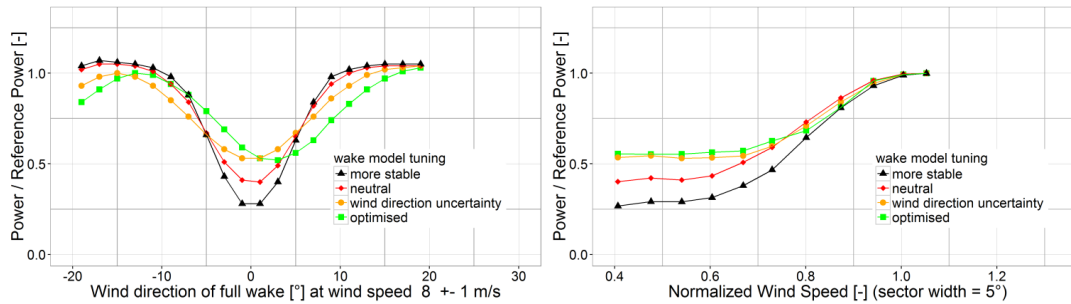 Power / Reference Power [-]
1.0
0.5
0.0
wake model tuning
more stable
neutral
wind direction uncertainty
optimised
-20 -10 0 10 20 30
Wind direction of full wake [°] at wind speed 8 +- 1 m/s
Power / Reference Power [-]
1.0
0.5
0.0
wake model tuning
more stable
neutral
wind direction uncertainty
optimised
0.4 0.6 0.8 1.0 1.2
Normalized Wind Speed [-] (sector width = 5°)